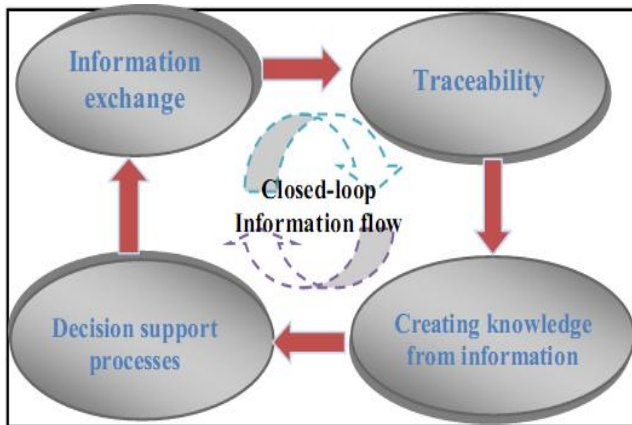 Information
exchange
Traceability
Closed-loop
Information flow
Decision support
processes
Creating knowledge
from information